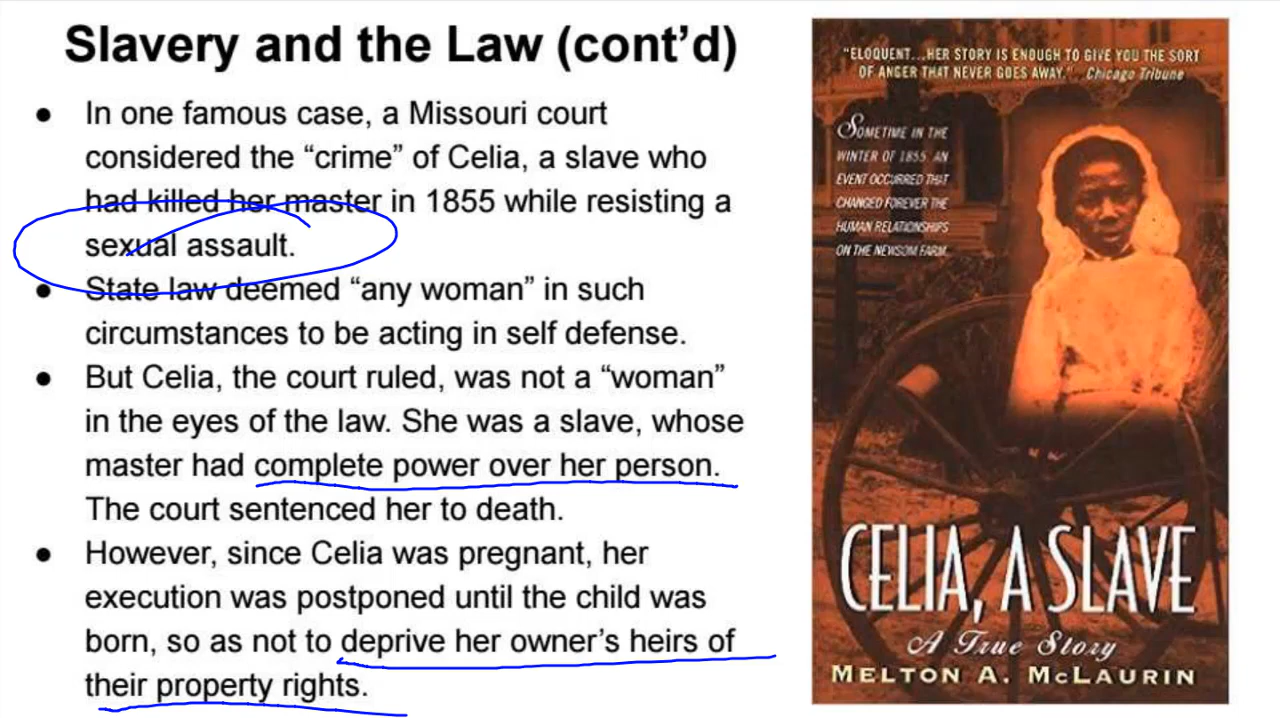 Slavery and the Law (cont’d)
● In one famous case, a Missouri court
considered the “crime” of Celia, a slave who
had killed her master in 1855 while resisting a
sexual assault.
● State law deemed “any woman” in such
circumstances to be acting in self defense.
● But Celia, the court ruled, was not a “woman”
in the eyes of the law. She was a slave, whose
master had complete power over her person.
The court sentenced her to death.
● However, since Celia was pregnant, her
execution was postponed until the child was
born, so as not to deprive her owner’s heirs of
their property rights.
“ELOQUENT...HER STORY IS ENOUGH TO GIVE YOU THE SORT
OF ANGER THAT NEVER GOES AWAY.” Chicago Tribune
SOMETIME IN THE
WINTER OF 1855, AN
EVENT OCCURRED THAT
CHANGED FOREVER THE
HUMAN RELATIONSHIPS
ON THE NEWSOM FARM.
CELIA, A SLAVE
A True Story
MELTON A. McLAURIN